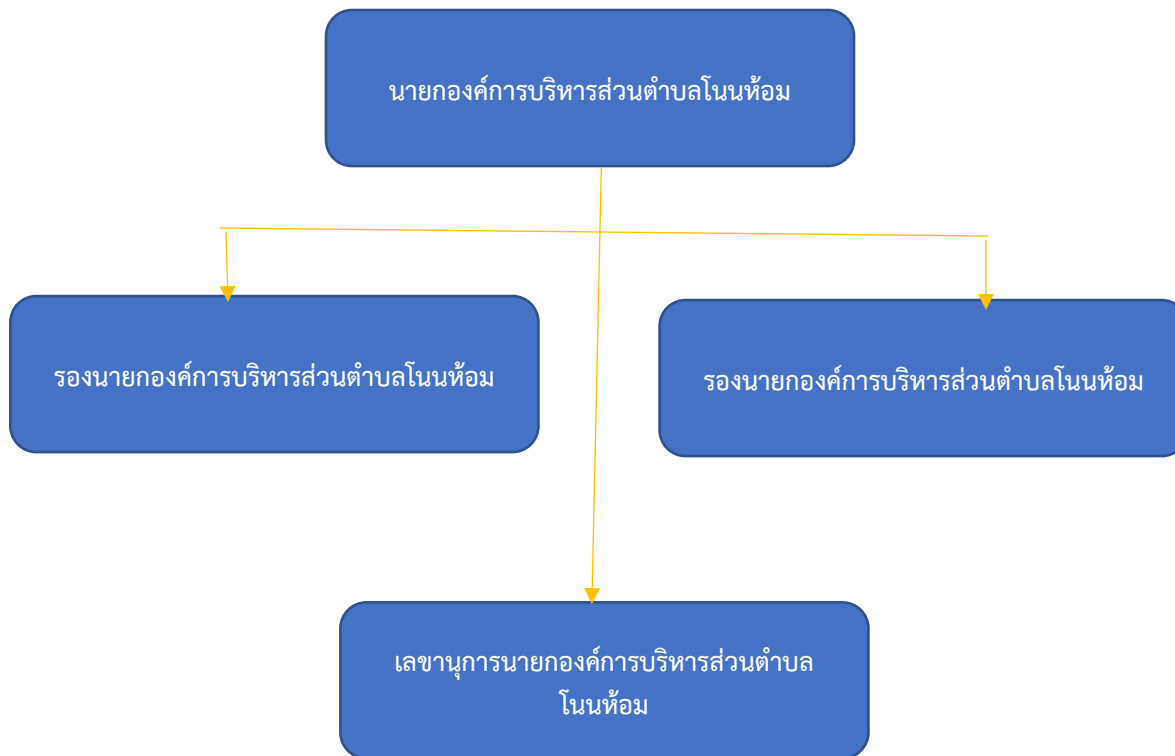 นายกองค์การบริหารส่วนตำบลโนนห้อม
รองนายกองค์การบริหารส่วนตำบลโนนห้อม
รองนายกองค์การบริหารส่วนตำบลโนนห้อม
เลขานุการนายกองค์การบริหารส่วนตำบล
โนนห้อม